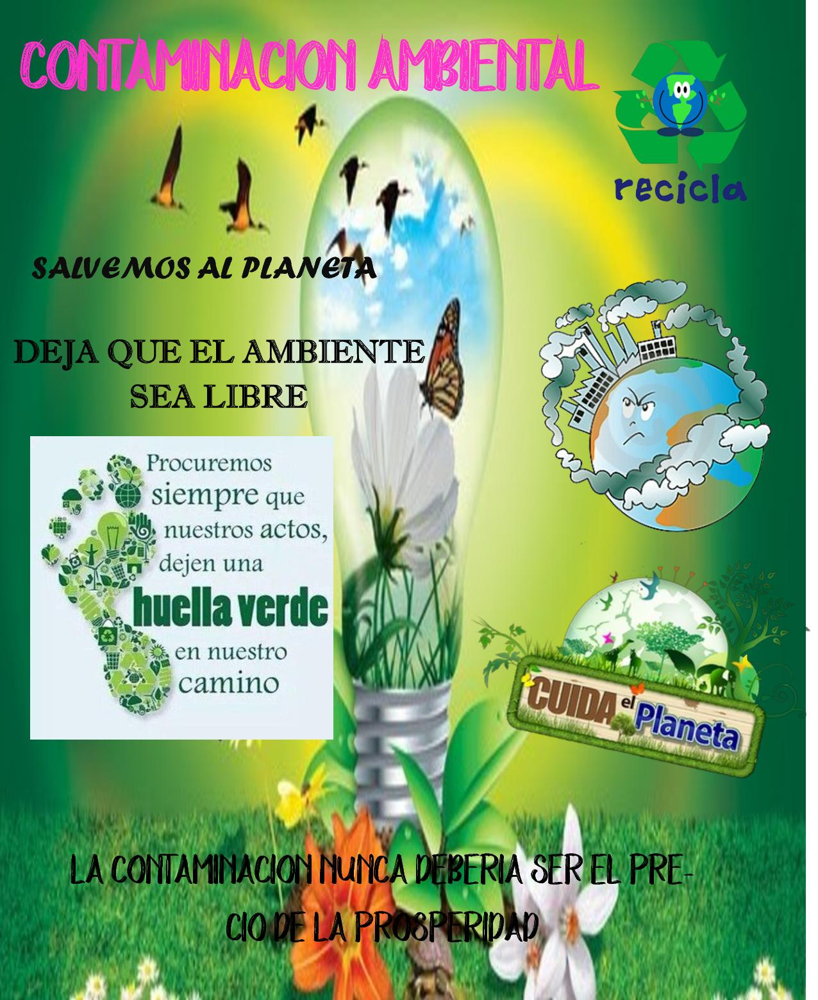 CONTAMINACION AMBIENTAL
recicla
SALVEMOS AL PLANETA
DEJA QUE EL AMBIENTE
SEA LIBRE
Procuremos
siempre que
nuestros actos,
dejen una
huella verde
en nuestro
camino
CUIDA el Planeta
LA CONTAMINACION NUNCA DEBERIA SER EL PRE-
CIO DE LA PROSPERIDAD